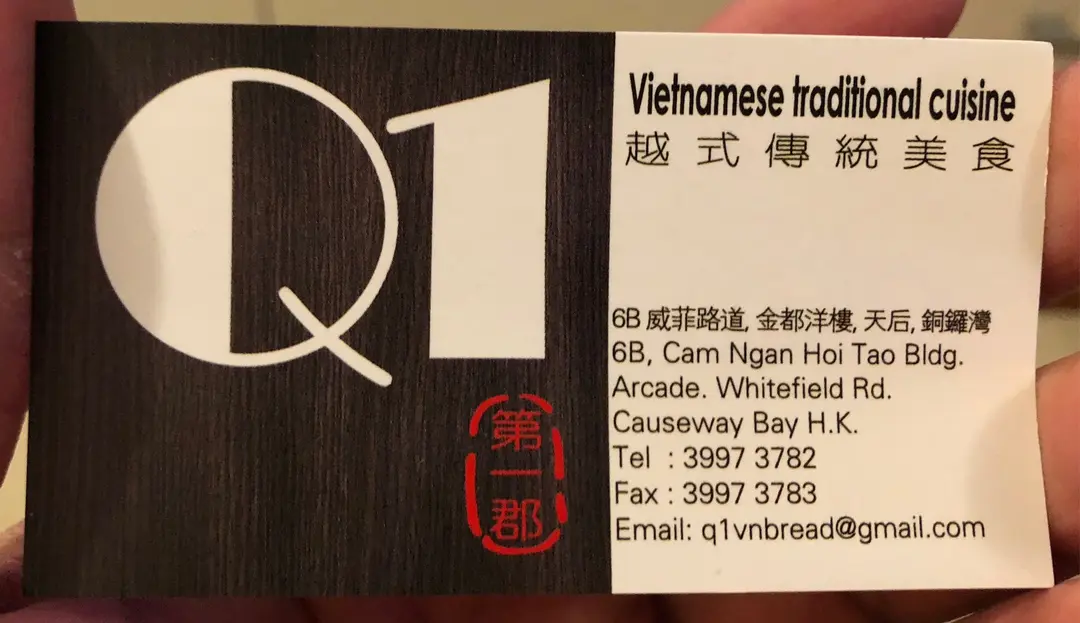 Q1
第一郡
Vietnamese traditional cuisine
越式傳統美食
6B 威菲路道, 金都洋樓, 天后, 銅鑼灣
6B, Cam Ngan Hoi Tao Bldg.
Arcade. Whitefield Rd.
Causeway Bay H.K.
Tel : 3997 3782
Fax : 3997 3783
Email: q1vnbread@gmail.com